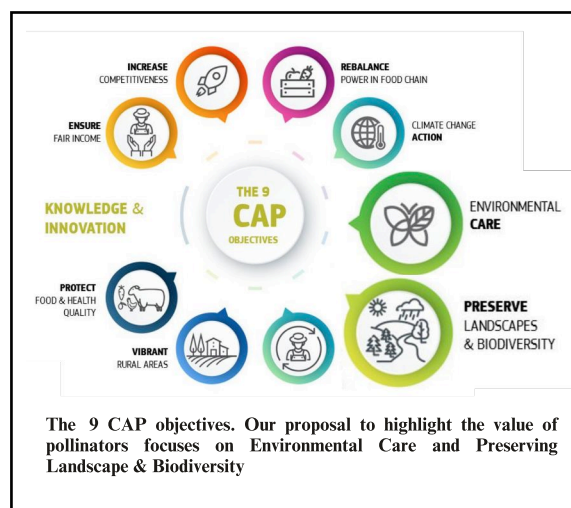 INCREASE
COMPETITIVENESS
REBALANCE
POWER IN FOOD CHAIN
ENSURE
FAIR INCOME
CLIMATE CHANGE
ACTION
THE 9
CAP
OBJECTIVES
KNOWLEDGE &
INNOVATION
ENVIRONMENTAL
CARE
PROTECT
FOOD & HEALTH
QUALITY
PRESERVE
LANDSCAPES
& BIODIVERSITY
VIBRANT
RURAL AREAS
The 9 CAP objectives. Our proposal to highlight the value of
pollinators focuses on Environmental Care and Preserving
Landscape & Biodiversity